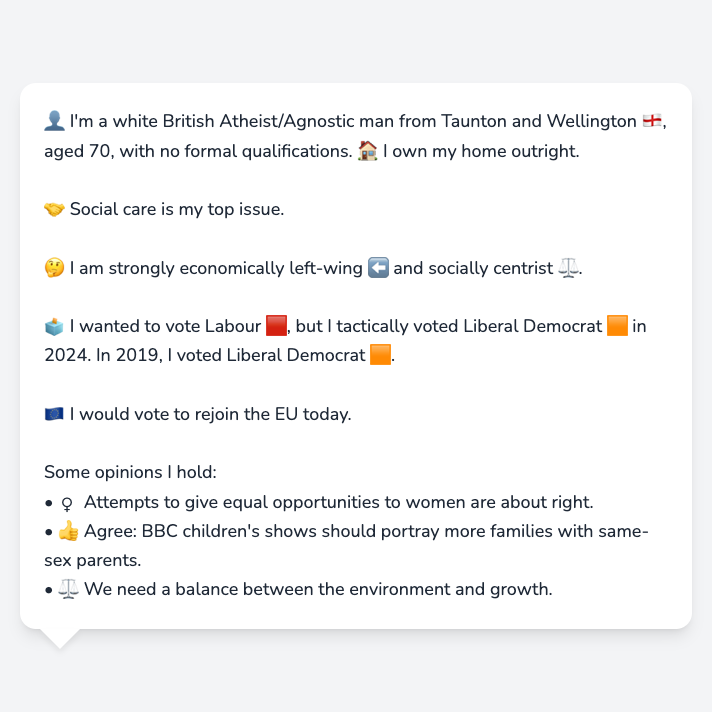 👤 I'm a white British Atheist/Agnostic man from Taunton and Wellington 🏴󠁧󠁢󠁥󠁮󠁧󠁿,
aged 70, with no formal qualifications. 🏠 I own my home outright.
🤝 Social care is my top issue.
🤔 I am strongly economically left-wing ⬅️ and socially centrist ⚖️.
🗳️ I wanted to vote Labour 🟥, but I tactically voted Liberal Democrat 🟧 in
2024. In 2019, I voted Liberal Democrat 🟧.
🇪🇺 I would vote to rejoin the EU today.
Some opinions I hold:
• ♀ Attempts to give equal opportunities to women are about right.
• 👍 Agree: BBC children's shows should portray more families with same-
sex parents.
• ⚖️ We need a balance between the environment and growth.